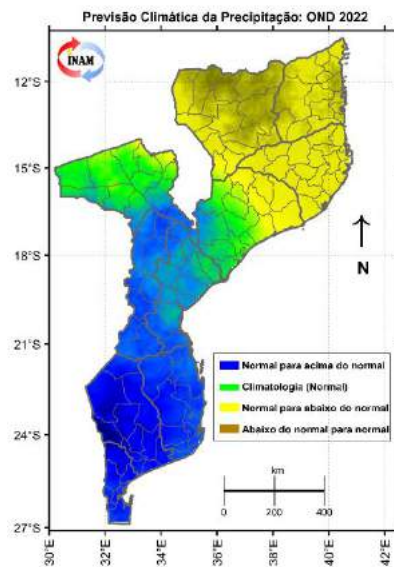 Previsão Climática da Precipitação: OND 2022
INAM
12°S
15°S
18°S
21°S
24°S
27°S
N
Normal para acima do normal
Climatologia (Normal)
Normal para abaixo do normal
Abaixo do normal para normal
km
0 200 400
30°E 32°E 34°E 36°E 38°E 40°E 42°E